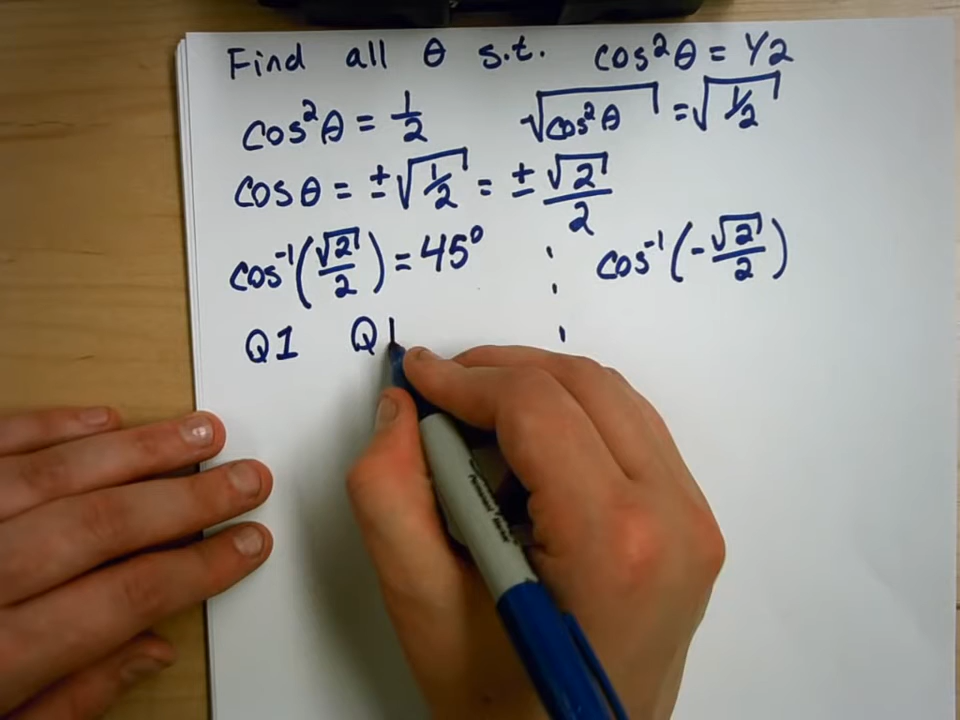 Find all θ s.t. cos²θ = 1/2
cos²θ = 1/2 √cos²θ = √1/2
cosθ = ±√1/2 = ±√2/2
cos⁻¹(√2/2) = 45° cos⁻¹(-√2/2)
Q1 Q